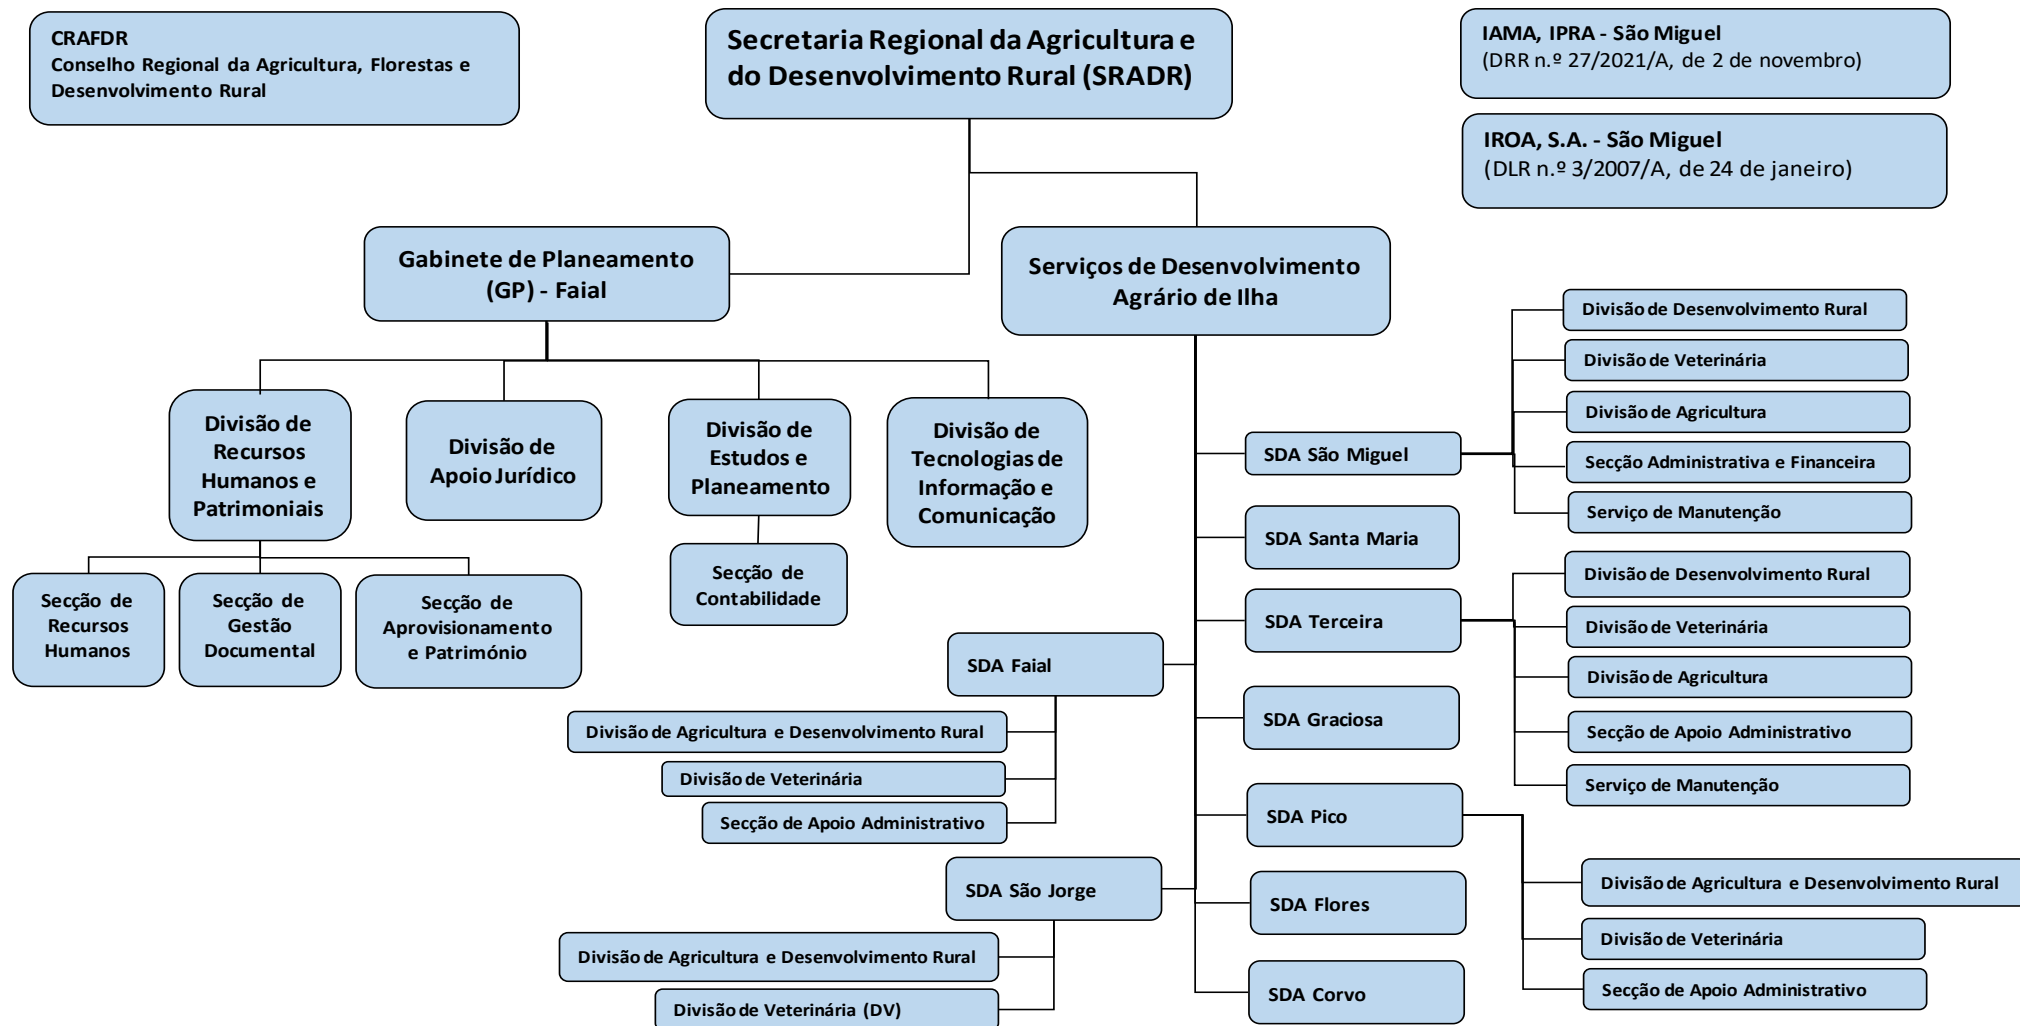 CRAFDR
Conselho Regional da Agricultura, Florestas e
Desenvolvimento Rural
Secretaria Regional da Agricultura e
do Desenvolvimento Rural (SRADR)
IAMA, IPRA - São Miguel
(DRR n.º 27/2021/A, de 2 de novembro)
IROA, S.A. - São Miguel
(DLR n.º 3/2007/A, de 24 de janeiro)
Gabinete de Planeamento
(GP) - Faial
Serviços de Desenvolvimento
Agrário de Ilha
Divisão de
Recursos
Humanos e
Patrimoniais
Divisão de
Apoio Jurídico
Divisão de
Estudos e
Planeamento
Divisão de
Tecnologias de
Informação e
Comunicação
Secção de
Recursos
Humanos
Secção de
Gestão
Documental
Secção de
Aprovisionamento
e Património
Secção de
Contabilidade
SDA São Miguel
Divisão de Desenvolvimento Rural
Divisão de Veterinária
Divisão de Agricultura
Secção Administrativa e Financeira
Serviço de Manutenção
SDA Santa Maria
SDA Terceira
Divisão de Desenvolvimento Rural
Divisão de Veterinária
Divisão de Agricultura
Secção de Apoio Administrativo
Serviço de Manutenção
SDA Faial
Divisão de Agricultura e Desenvolvimento Rural
Divisão de Veterinária
Secção de Apoio Administrativo
SDA Graciosa
SDA Pico
Divisão de Agricultura e Desenvolvimento Rural
Divisão de Veterinária
Secção de Apoio Administrativo
SDA São Jorge
Divisão de Agricultura e Desenvolvimento Rural
Divisão de Veterinária (DV)
SDA Flores
SDA Corvo